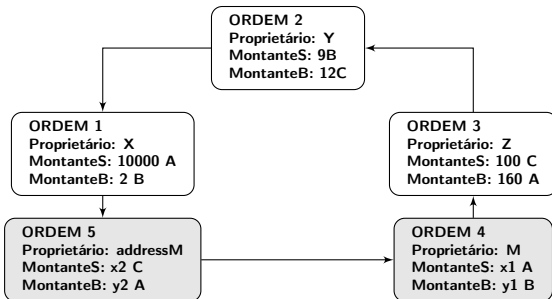 ORDEM 2
Proprietário: Y
MontanteS: 9B
MontanteB: 12C
ORDEM 1
Proprietário: X
MontanteS: 10000 A
MontanteB: 2 B
ORDEM 3
Proprietário: Z
MontanteS: 100 C
MontanteB: 160 A
ORDEM 5
Proprietário: addressM
MontanteS: x2 C
MontanteB: y2 A
ORDEM 4
Proprietário: M
MontanteS: x1 A
MontanteB: y1 B